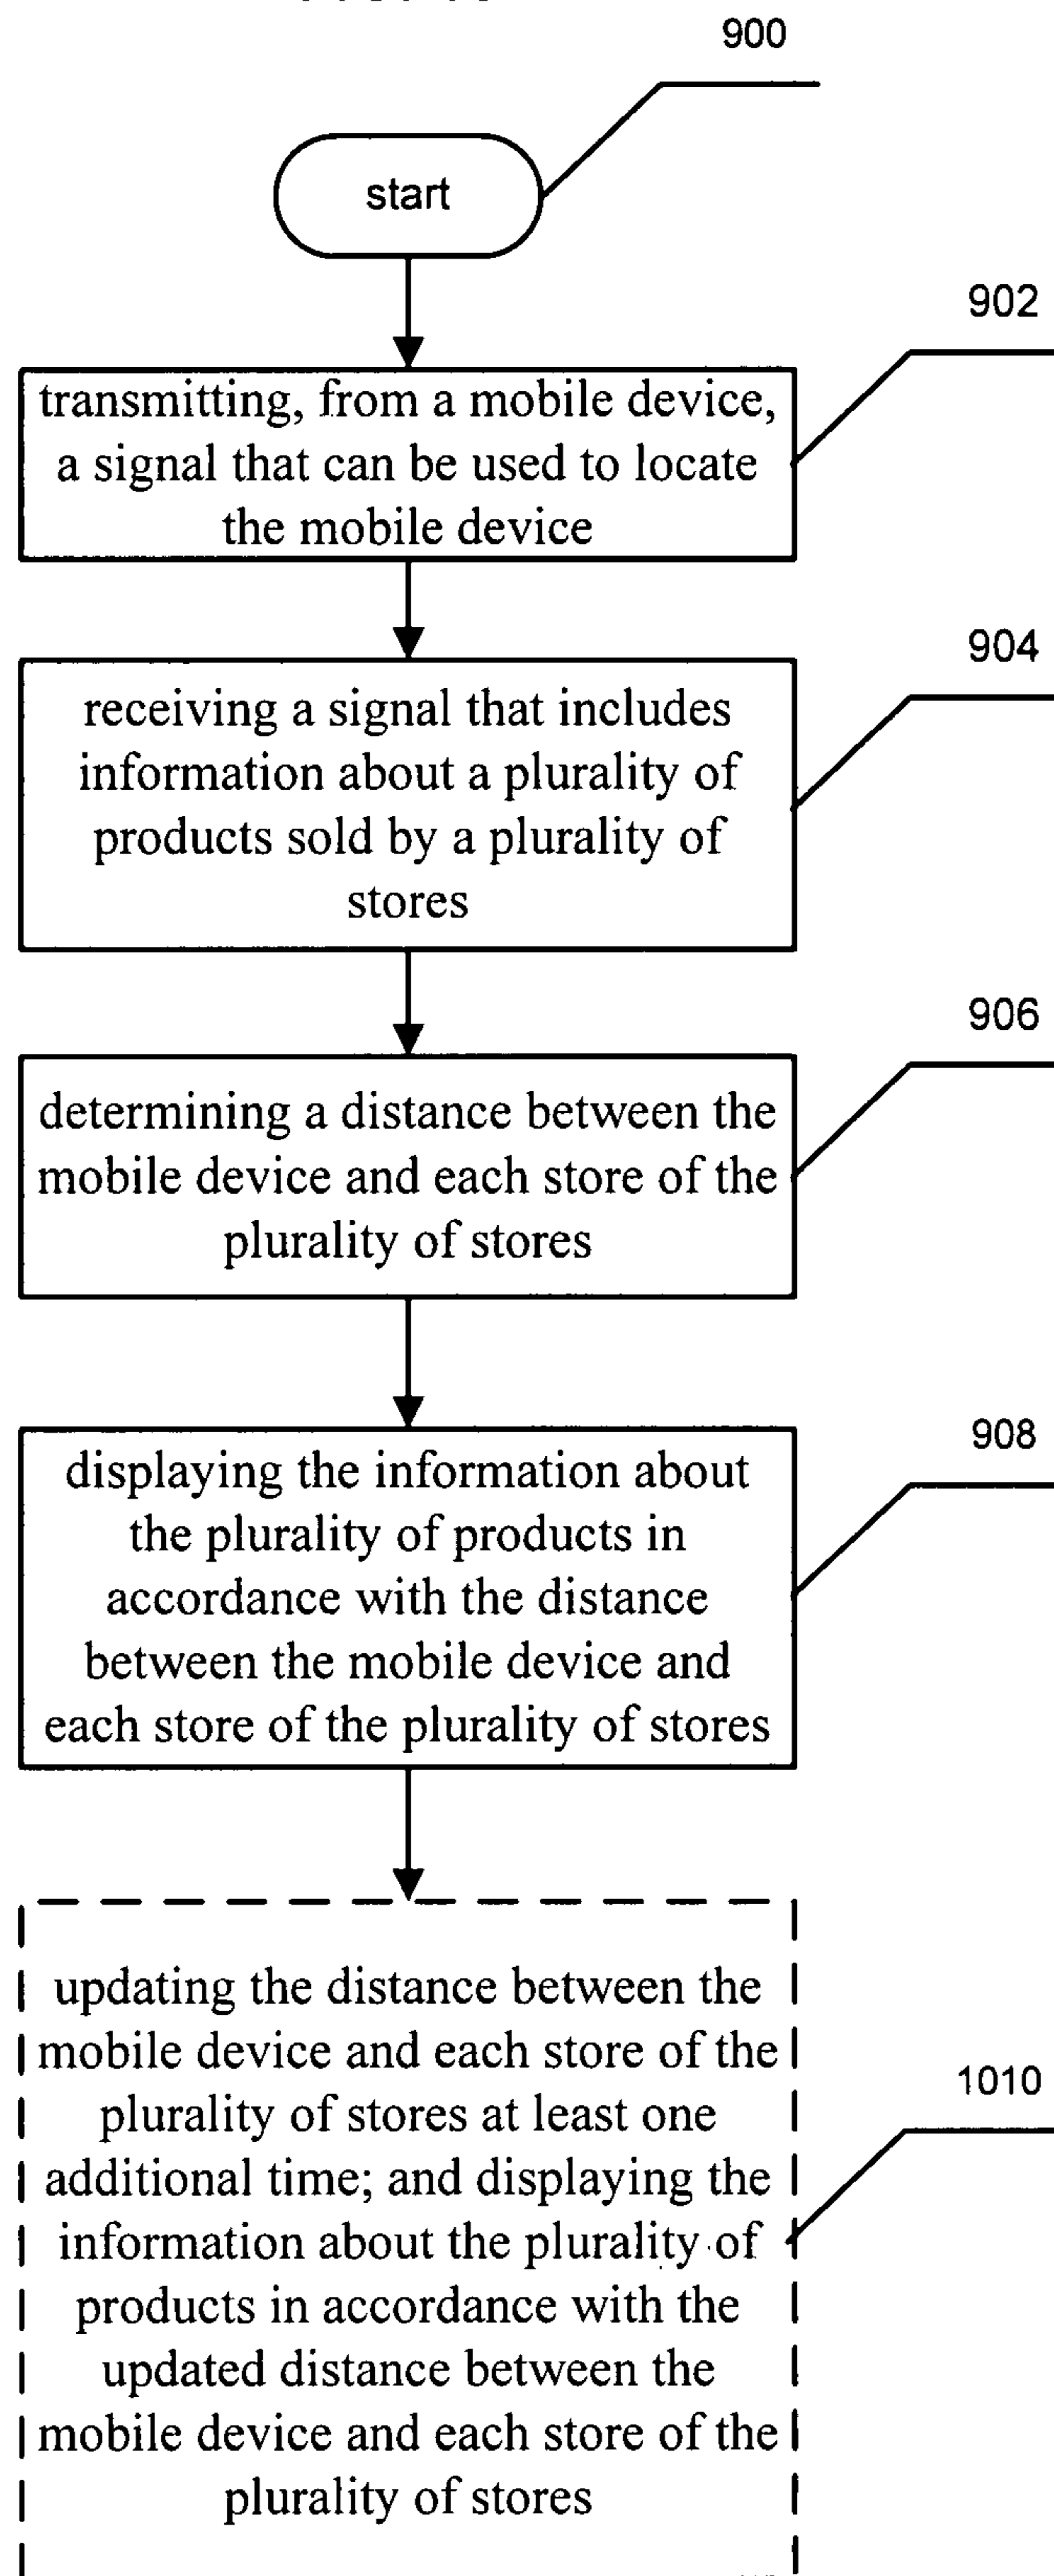 900
start
902
transmitting, from a mobile device,
a signal that can be used to locate
the mobile device
904
receiving a signal that includes
information about a plurality of
products sold by a plurality of
stores
906
determining a distance between the
mobile device and each store of the
plurality of stores
908
displaying the information about
the plurality of products in
accordance with the distance
between the mobile device and
each store of the plurality of stores
1010
updating the distance between the
mobile device and each store of the
plurality of stores at least one
additional time; and displaying the
information about the plurality of
products in accordance with the
updated distance between the
mobile device and each store of the
plurality of stores